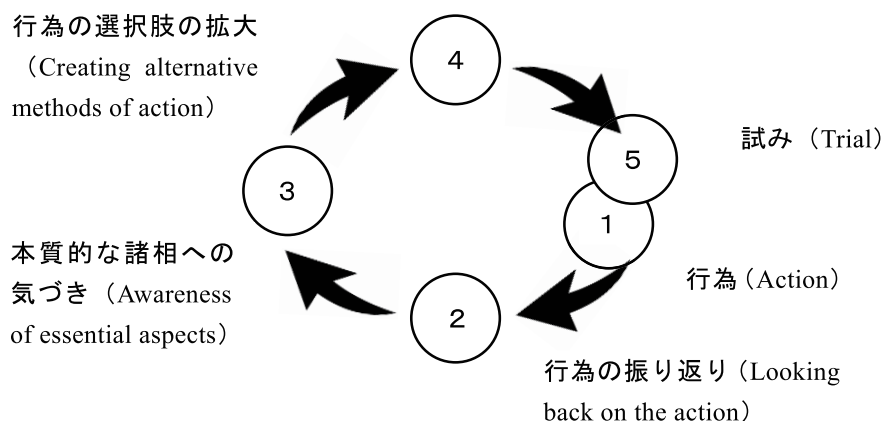 行為の選択肢の拡大
（Creating alternative
methods of action）
4
試み（Trial）
5
3
1
本質的な諸相への
気づき（Awareness
of essential aspects）
行為（Action）
2
行為の振り返り（Looking
back on the action）